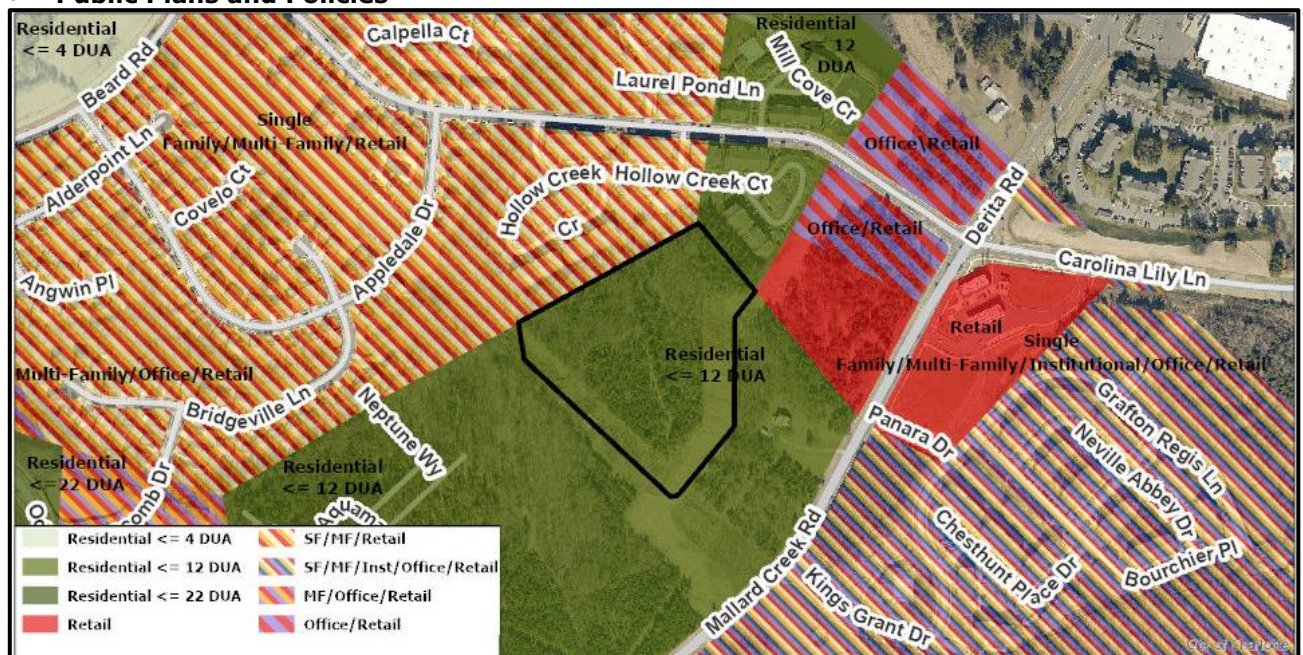 Public Plans and Policies
Residential
<= 4 DUA
Beard Rd
Calpella Ct
Residential
<= 12
DUA
Mill Cove Cr
Laurel Pond Ln
Single
Family/Multi-Family/Retail
Alderpoint Ln
Covelo Ct
Appledale Dr
Hollow Creek
Cr
Hollow Creek Cr
Office\Retail
Office/Retail
Derita Rd
Carolina Lily Ln
Angwin Pl
Retail
Single
Family/Multi-Family/Institutional/Office/Retail
Residential
<= 12 DUA
Multi-Family/Office/Retail
Bridgeville Ln
Neptune Wy
Panara Dr
Grafton Regis Ln
Neville Abbey Dr
Bourchier Pl
Chesthunt Place Dr
Kings Grant Dr
Mallard Creek Rd
Residential
<=22 DUA
Residential
<= 12 DUA
comb Dr
Aquama
Residential <= 4 DUA
Residential <= 12 DUA
Residential <= 22 DUA
Retail
SF/MF/Retail
SF/MF/Inst/Office/Retail
MF/Office/Retail
Office/Retail
City of Charlotte